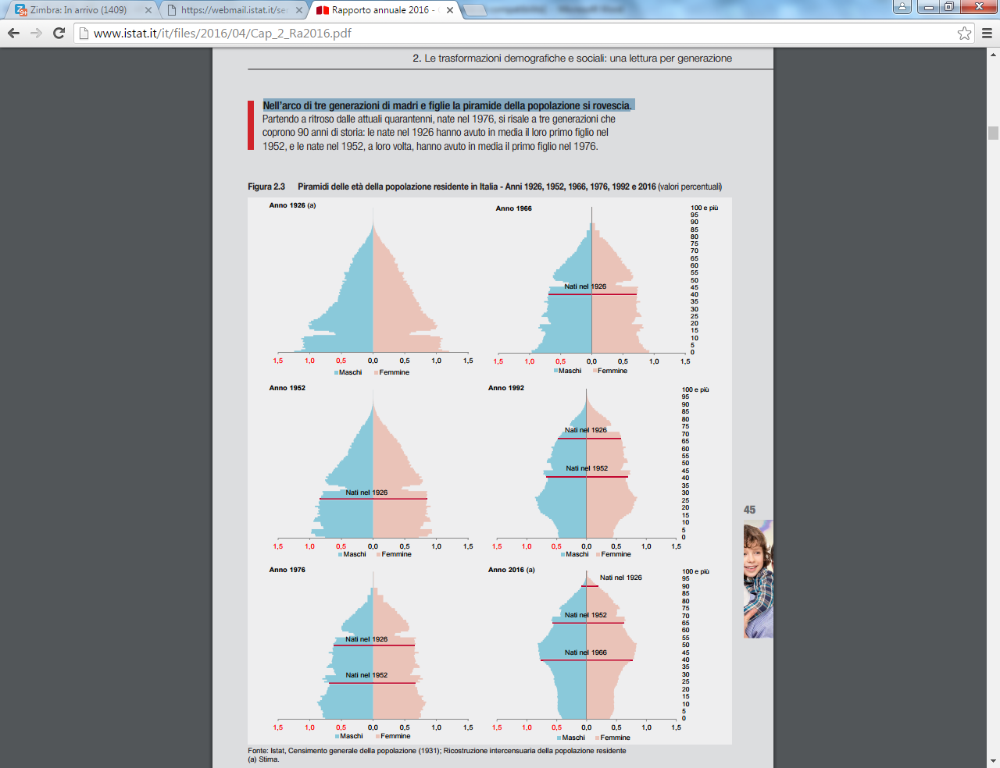 Zimbra: In arrivo (1409)
https://webmail.istat.it/se
Rapporto annuale 2016 -
www.istat.it/it/files/2016/04/Cap_2_Ra2016.pdf
2. Le trasformazioni demografiche e sociali: una lettura per generazione
Nell'arco di tre generazioni di madri e figlie la piramide della popolazione si rovescia.
Partendo a ritroso dalle attuali quarantenni, nate nel 1976, si risale a tre generazioni che
coprono 90 anni di storia: le nate nel 1926 hanno avuto in media il loro primo figlio nel
1952, e le nate nel 1952, a loro volta, hanno avuto in media il primo figlio nel 1976.
Figura 2.3 Piramidi delle età della popolazione residente in Italia - Anni 1926, 1952, 1966, 1976, 1992 e 2016 (valori percentuali)
Anno 1926 (a)
1,5 1,0 0,5 0,0 0,5 1,0 1,5
Maschi Femmine
Anno 1966
100 e più
95
90
85
80
75
70
65
60
55
50
45
40
35
30
25
20
15
10
5
0
Nati nel 1926
1,5 1,0 0,5 0,0 0,5 1,0 1,5
Maschi Femmine
Anno 1952
Nati nel 1926
1,5 1,0 0,5 0,0 0,5 1,0 1,5
Maschi Femmine
Anno 1992
100 e più
95
90
85
80
75
70
65
60
55
50
45
40
35
30
25
20
15
10
5
0
Nati nel 1926
Nati nel 1952
1,5 1,0 0,5 0,0 0,5 1,0 1,5
Maschi Femmine
45
Anno 1976
Nati nel 1926
Nati nel 1952
1,5 1,0 0,5 0,0 0,5 1,0 1,5
Maschi Femmine
Anno 2016 (a)
100 e più
95
90
85
80
75
70
65
60
55
50
45
40
35
30
25
20
15
10
5
0
Nati nel 1926
Nati nel 1952
Nati nel 1966
1,5 1,0 0,5 0,0 0,5 1,0 1,5
Maschi Femmine
Fonte: Istat, Censimento generale della popolazione (1931); Ricostruzione intercensuaria della popolazione residente
(a) Stima.